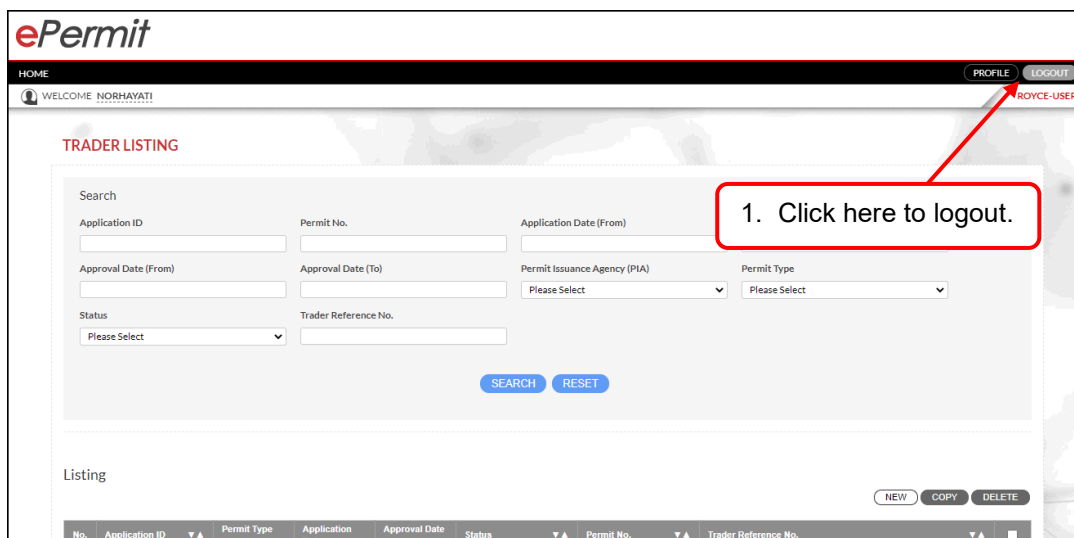 ePermit
HOME PROFILE LOGOUT
WELCOME NORHAYATI ROYCE-USER
TRADER LISTING
Search
Application ID Permit No. Application Date (From)
1. Click here to logout.
Approval Date (From) Approval Date (To) Permit Issuance Agency (PIA) Permit Type
Please Select Please Select
Status Trader Reference No.
Please Select
SEARCH RESET
Listing
NEW COPY DELETE
No. Application ID ▼▲ Permit Type Application Approval Date Status ▼▲ Permit No. ▼▲ Trader Reference No. ▼▲